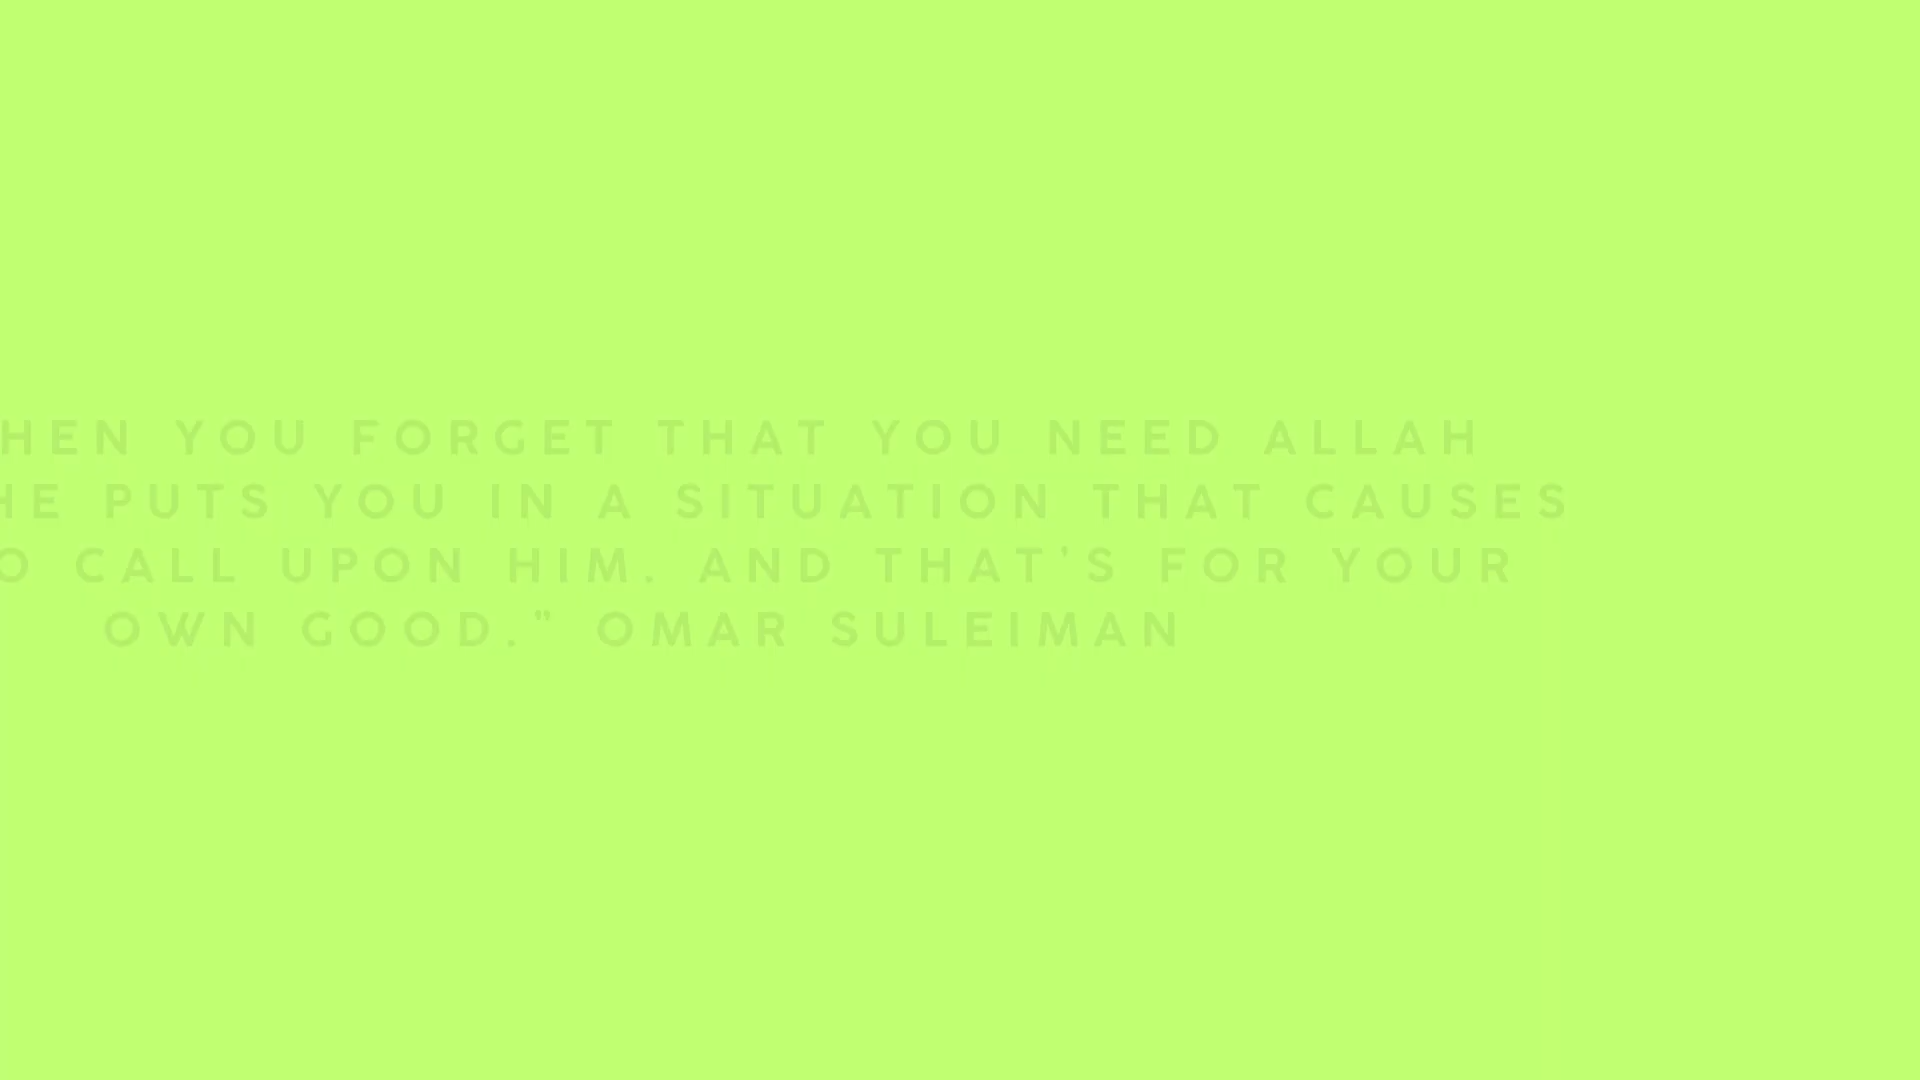 HEN YOU FORGET THAT YOU NEED ALLAH
HE PUTS YOU IN A SITUATION THAT CAUSES
O CALL UPON HIM. AND THAT'S FOR YOUR
OWN GOOD." OMAR SULEIMAN